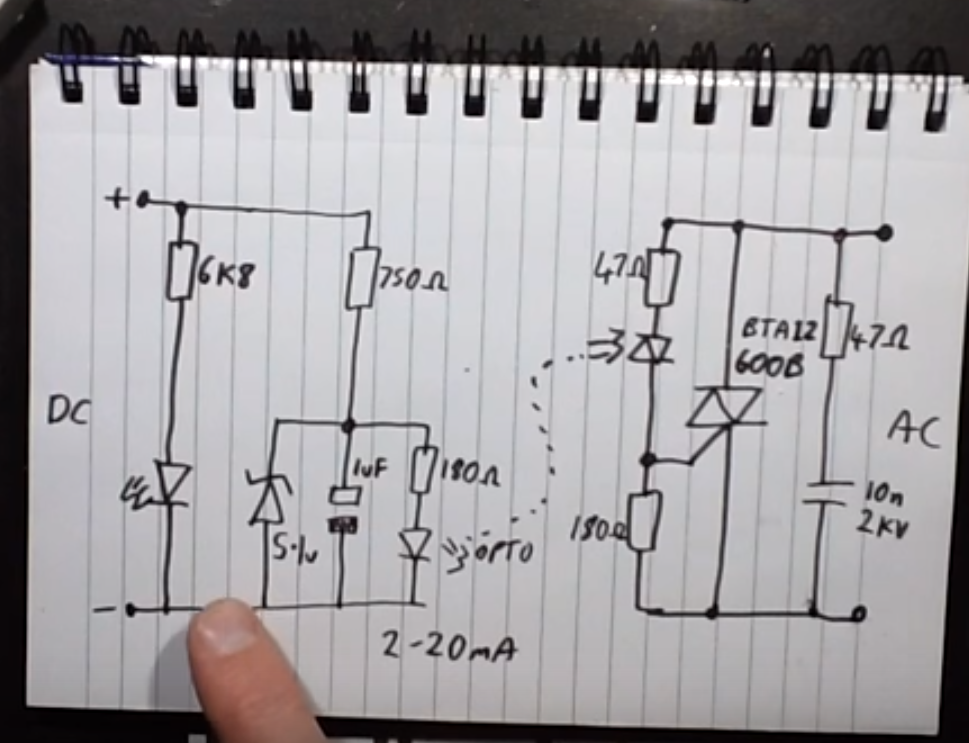 +
6K8
750Ω
47Ω
BTA12
600B
47Ω
DC
AC
1uF
180Ω
10n
2KV
5.1v
OPTO
180Ω
−
2-20mA